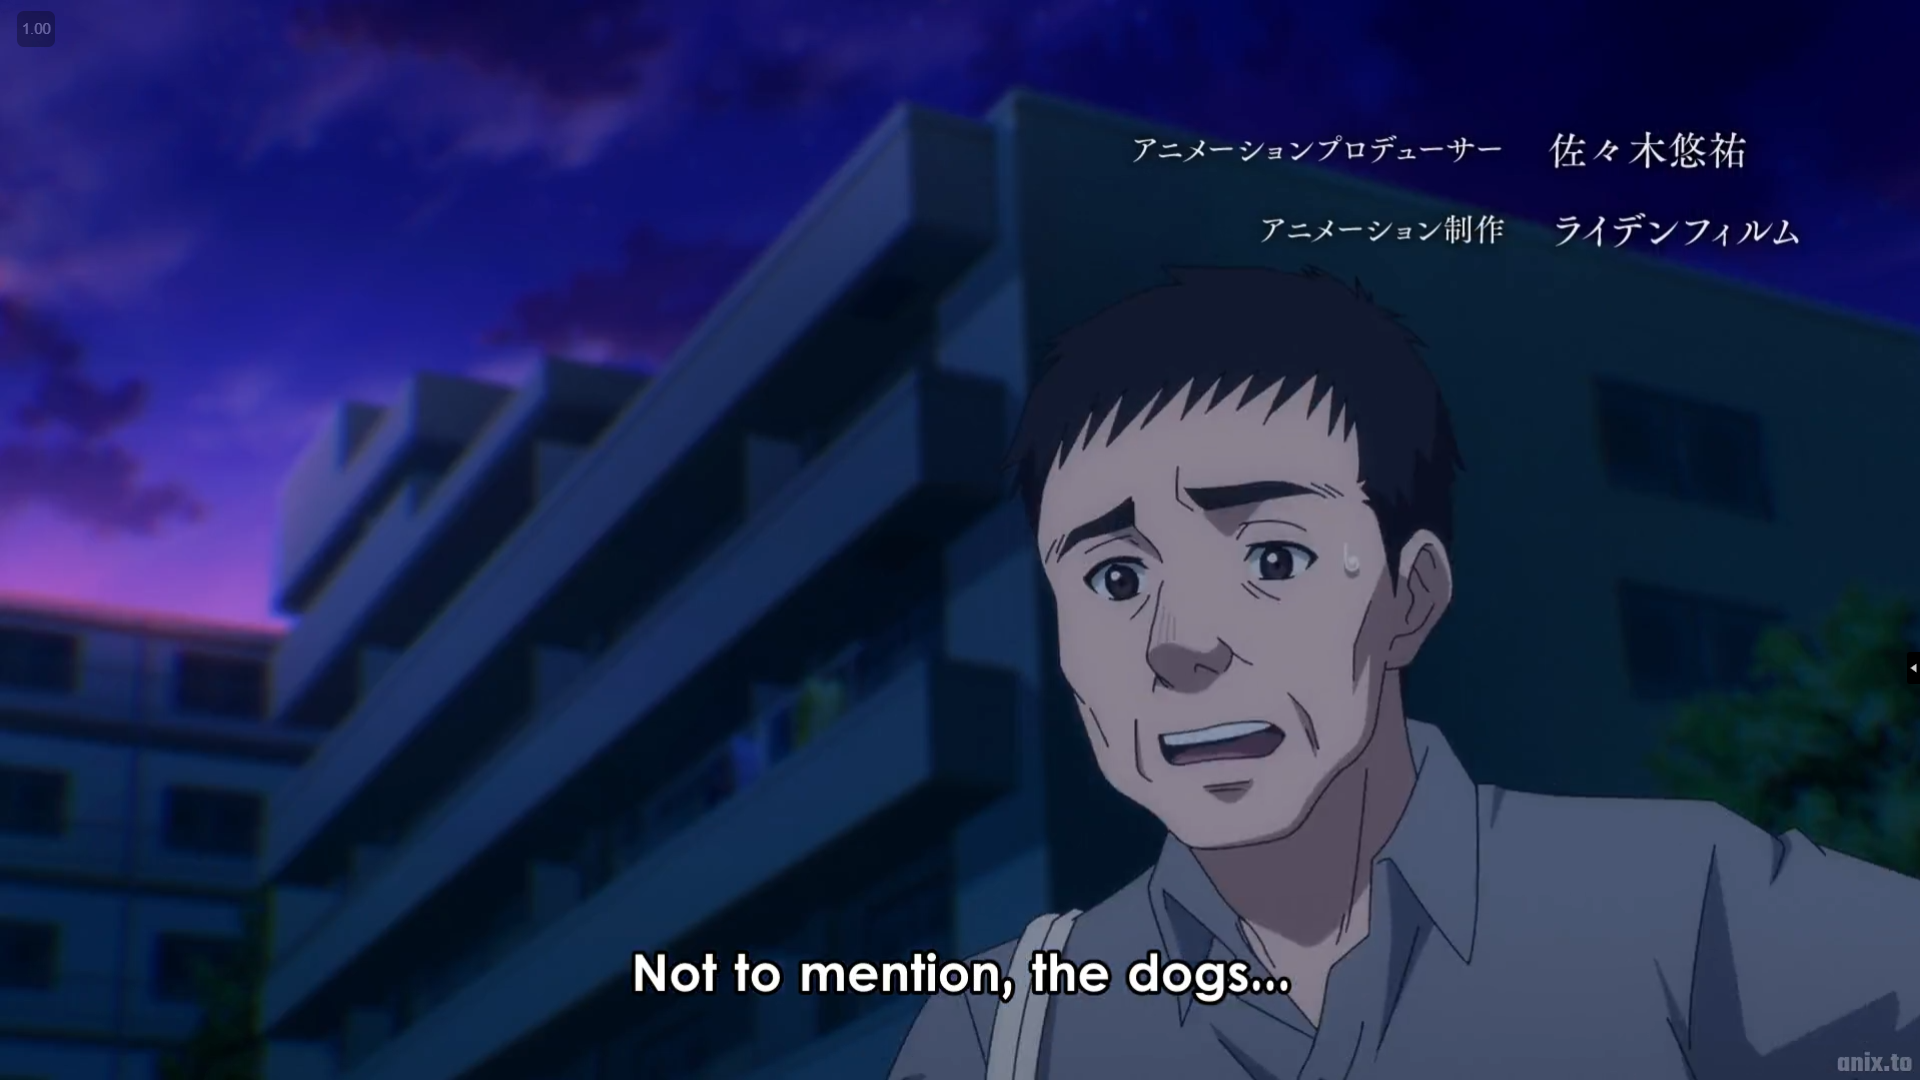 1.00
アニメーションプロデューサー 佐々木悠祐
アニメーション制作 ライデンフィルム
Not to mention, the dogs...
anix.to